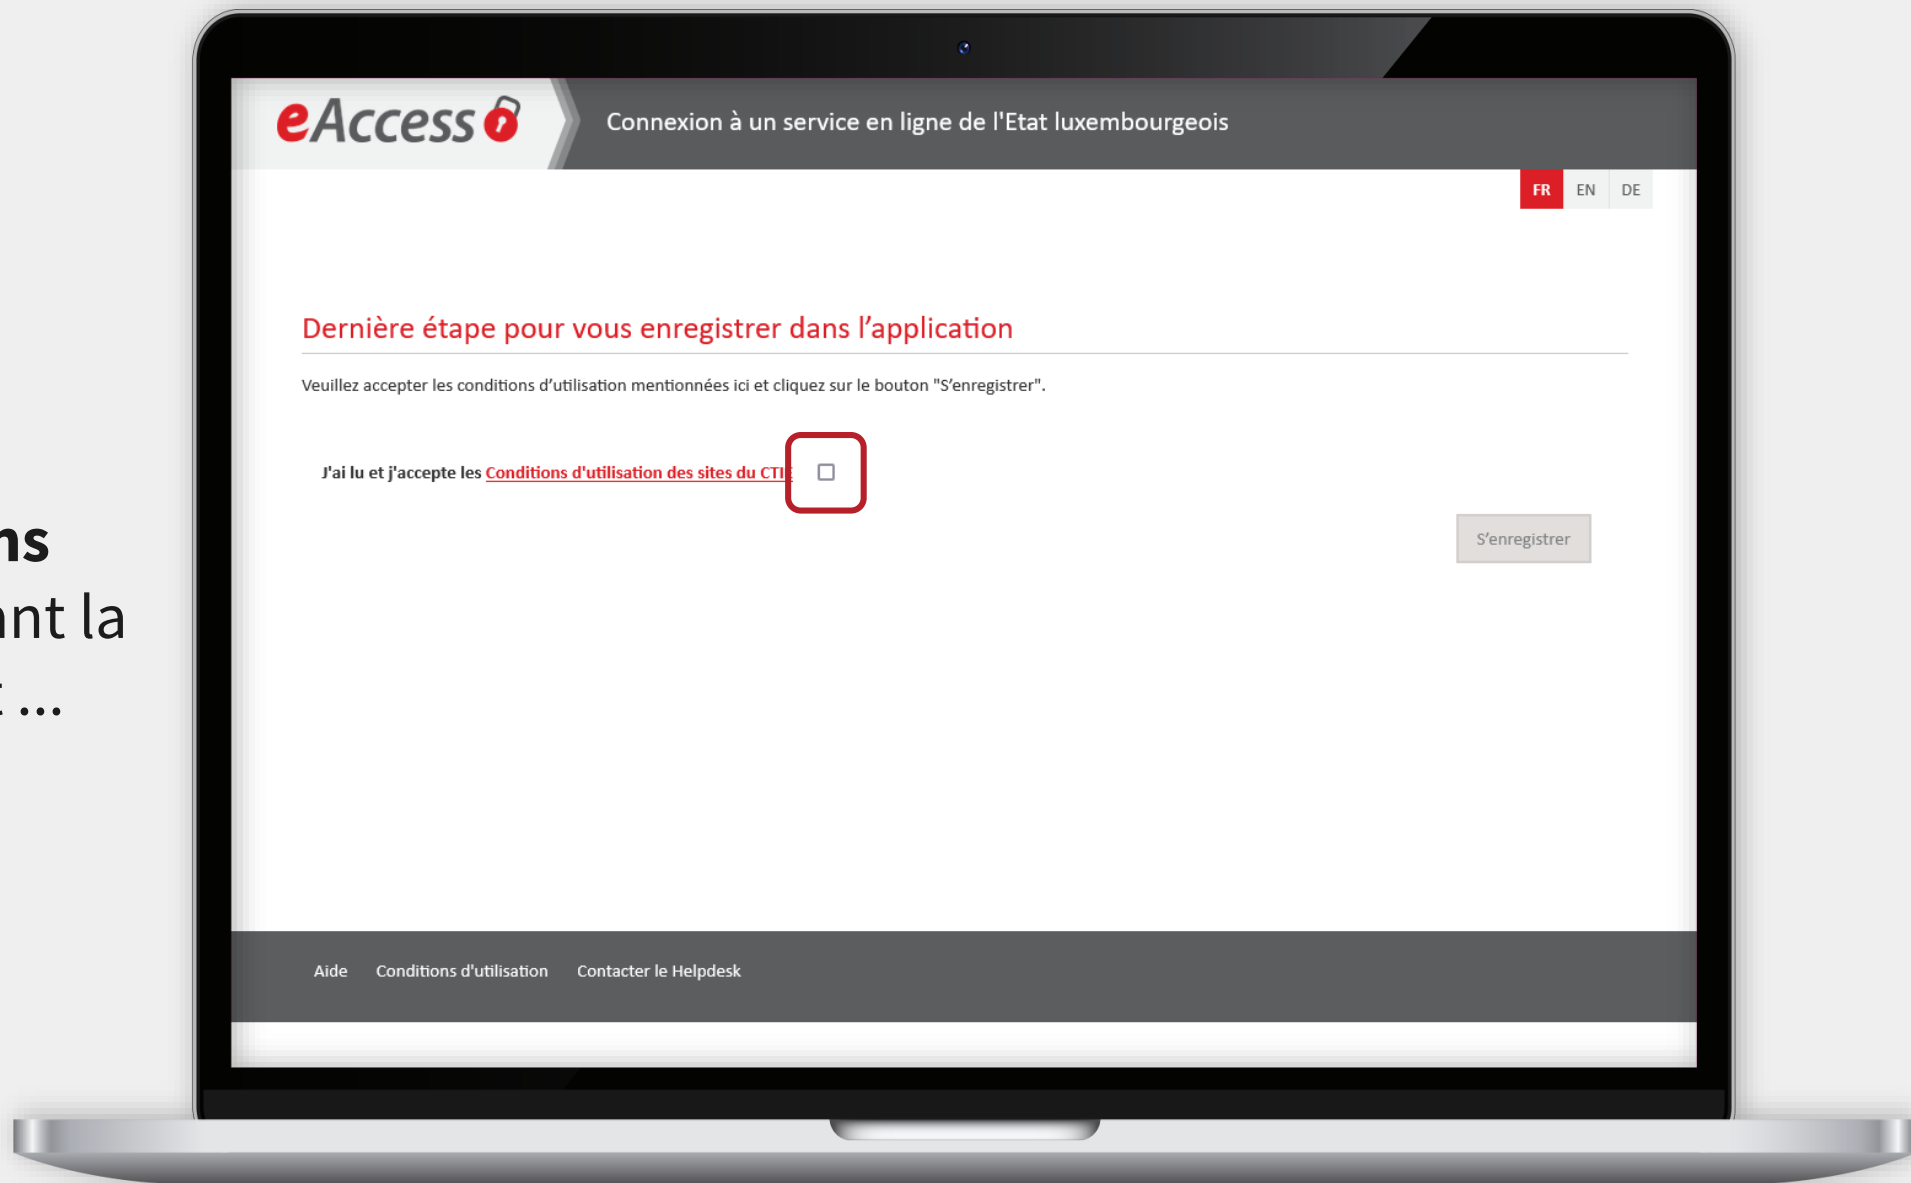 eAccess
Connexion à un service en ligne de l'Etat luxembourgeois
FR EN DE
Dernière étape pour vous enregistrer dans l’application
Veuillez accepter les conditions d’utilisation mentionnées ici et cliquez sur le bouton "S’enregistrer".
J'ai lu et j'accepte les Conditions d'utilisation des sites du CTIE
S’enregistrer
la
...
Aide Conditions d'utilisation Contacter le Helpdesk